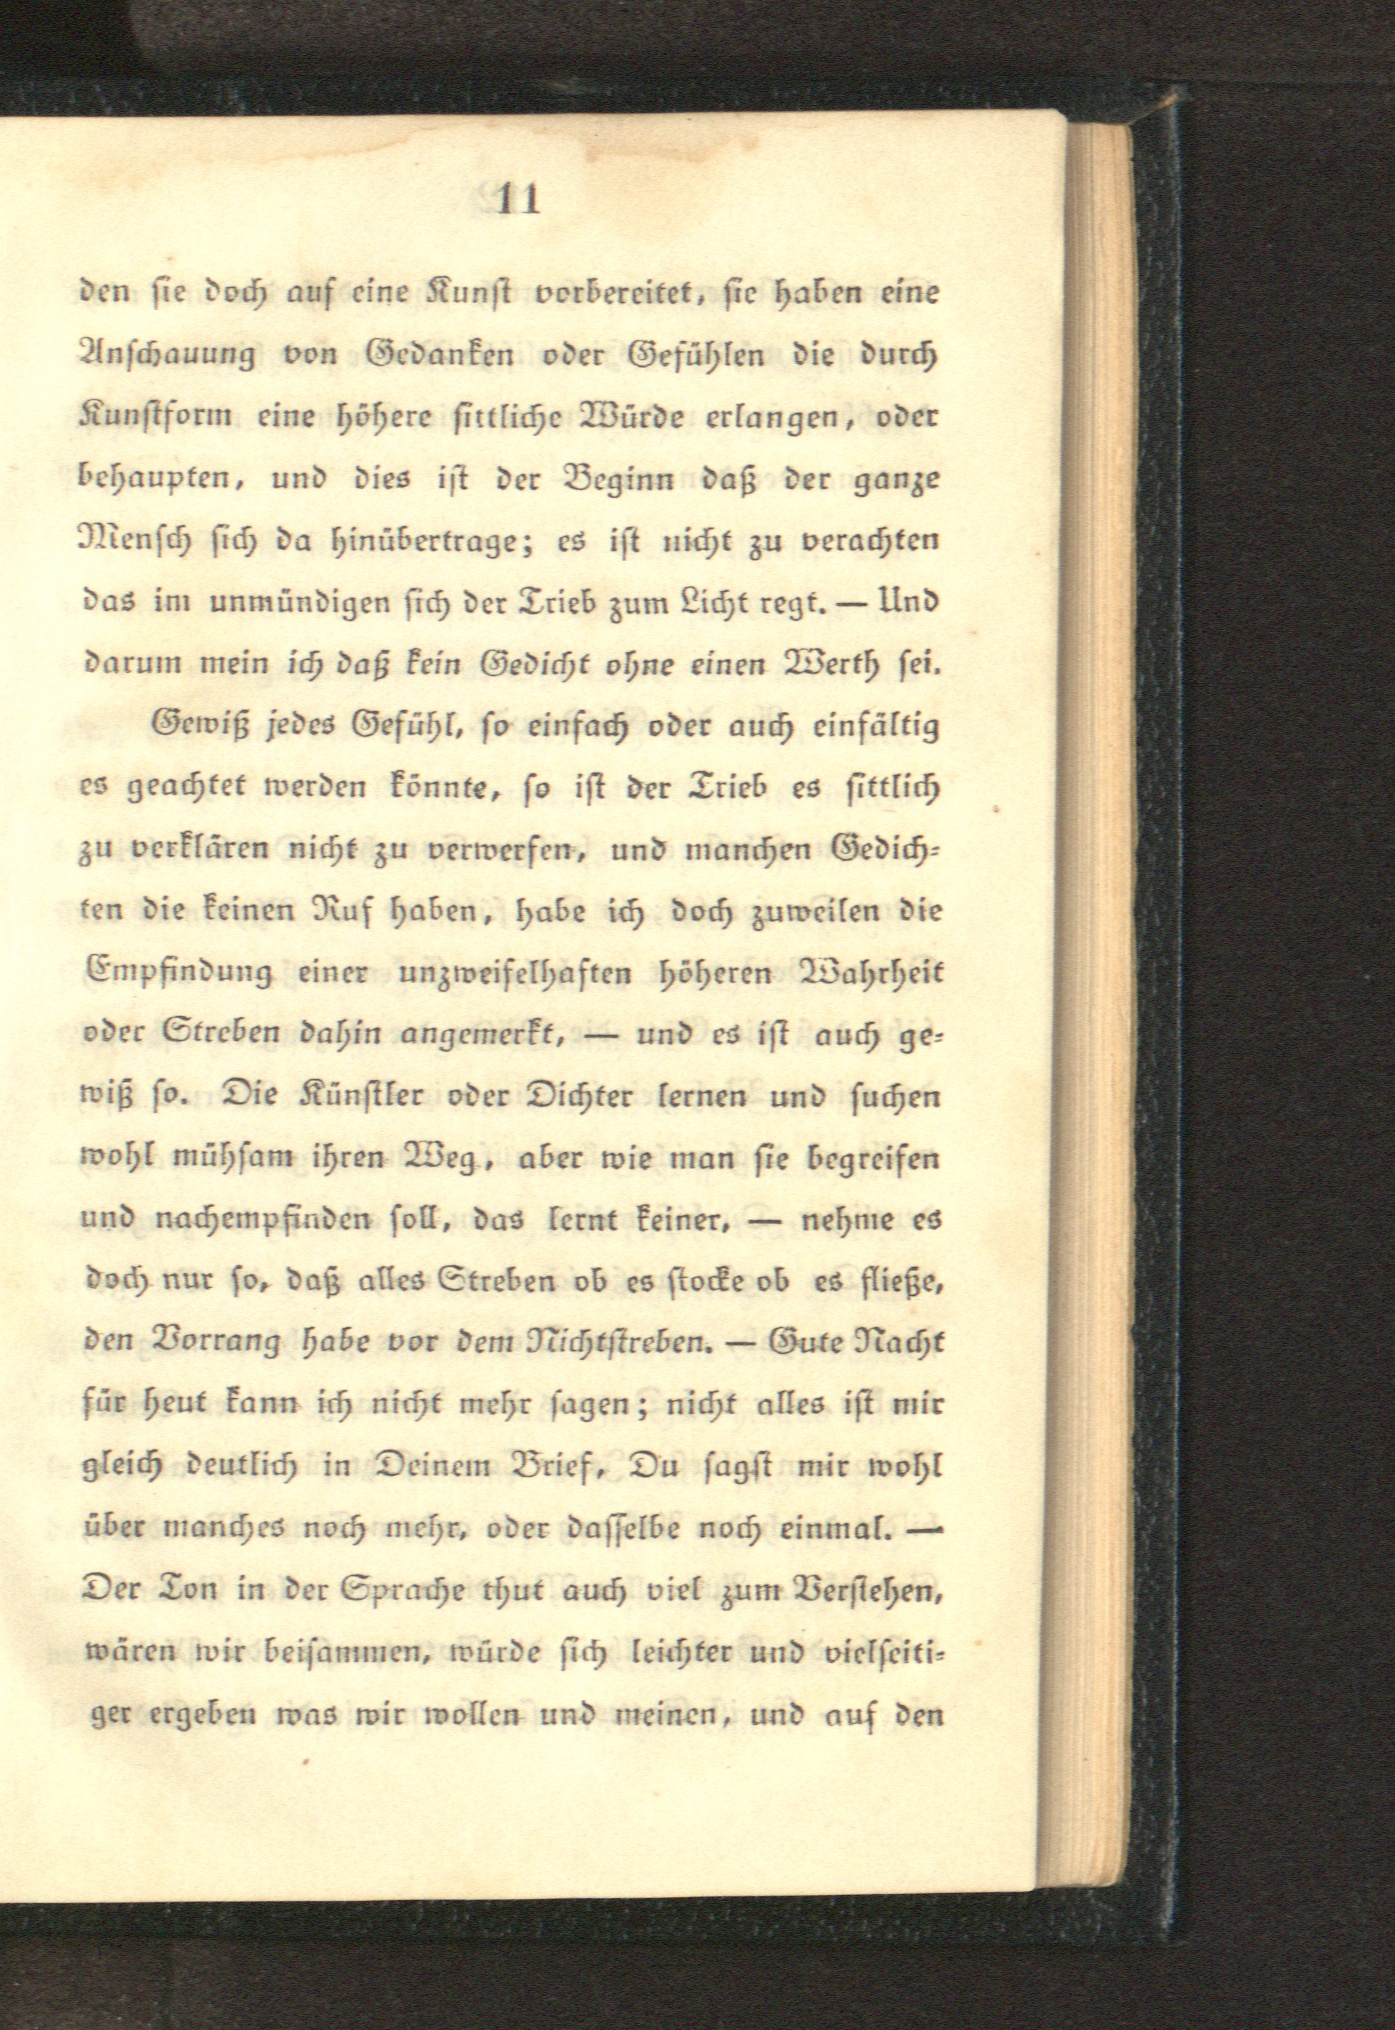 11
den sie doch auf eine Kunst vorbereitet, sie haben eine
Anschauung von Gedanken oder Gefühlen die durch
Kunstform eine höhere sittliche Würde erlangen, oder
behaupten, und dies ist der Beginn daß der ganze
Mensch sich da hinübertrage; es ist nicht zu verachten
das im unmündigen sich der Trieb zum Licht regt. — Und
darum mein ich daß kein Gedicht ohne einen Werth sei.
Gewiß jedes Gefühl, so einfach oder auch einfältig
es geachtet werden könnte, so ist der Trieb es sittlich
zu verklären nicht zu verwerfen, und manchen Gedich-
ten die keinen Ruf haben, habe ich doch zuweilen die
Empfindung einer unzweifelhaften höheren Wahrheit
oder Streben dahin angemerkt, — und es ist auch ge-
wiß so. Die Künstler oder Dichter lernen und suchen
wohl mühsam ihren Weg, aber wie man sie begreifen
und nachempfinden soll, das lernt keiner, — nehme es
doch nur so, daß alles Streben ob es stocke ob es fließe,
den Vorrang habe vor dem Nichtstreben. — Gute Nacht
für heut kann ich nicht mehr sagen; nicht alles ist mir
gleich deutlich in Deinem Brief, Du sagst mir wohl
über manches noch mehr, oder dasselbe noch einmal. —
Der Ton in der Sprache thut auch viel zum Verstehen,
wären wir beisammen, würde sich leichter und vielseiti-
ger ergeben was wir wollen und meinen, und auf den